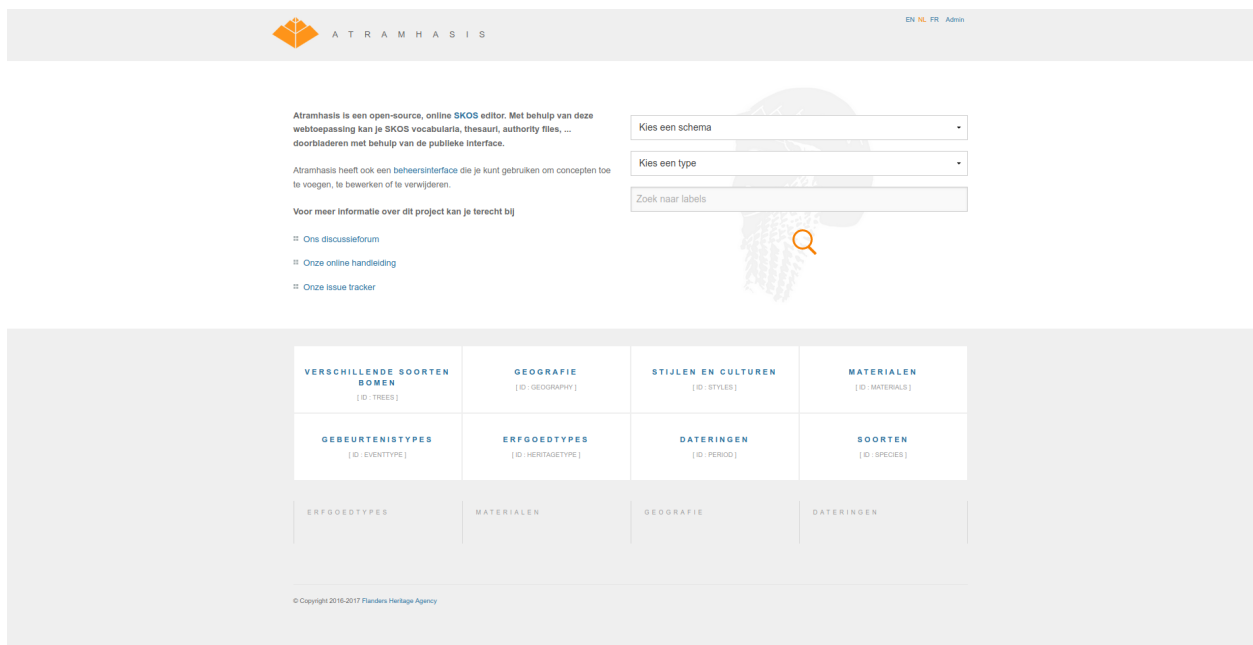 ATRAMHASIS
EN NL FR Admin
Atramhasis is een open-source, online SKOS editor. Met behulp van deze
webtoepassing kan je SKOS vocabularia, thesauri, authority files, ...
doorbladeren met behulp van de publieke interface.
Atramhasis heeft ook een beheersinterface die je kunt gebruiken om concepten toe
te voegen, te bewerken of te verwijderen.
Voor meer informatie over dit project kan je terecht bij
Ons discussieforum
Onze online handleiding
Onze issue tracker
Kies een schema
Kies een type
Zoek naar labels
VERSCHILLENDE SOORTEN
BOMEN
[ ID : TREES ]
GEOGRAFIE
[ ID : GEOGRAPHY ]
STIJLEN EN CULTUREN
[ ID : STYLES ]
MATERIALEN
[ ID : MATERIALS ]
GEBEURTENISTYPES
[ ID : EVENTTYPE ]
ERFGOEDTYPES
[ ID : HERITAGETYPE ]
DATERINGEN
[ ID : PERIOD ]
SOORTEN
[ ID : SPECIES ]
ERFGOEDTYPES
MATERIALEN
GEOGRAFIE
DATERINGEN
© Copyright 2016-2017 Flanders Heritage Agency